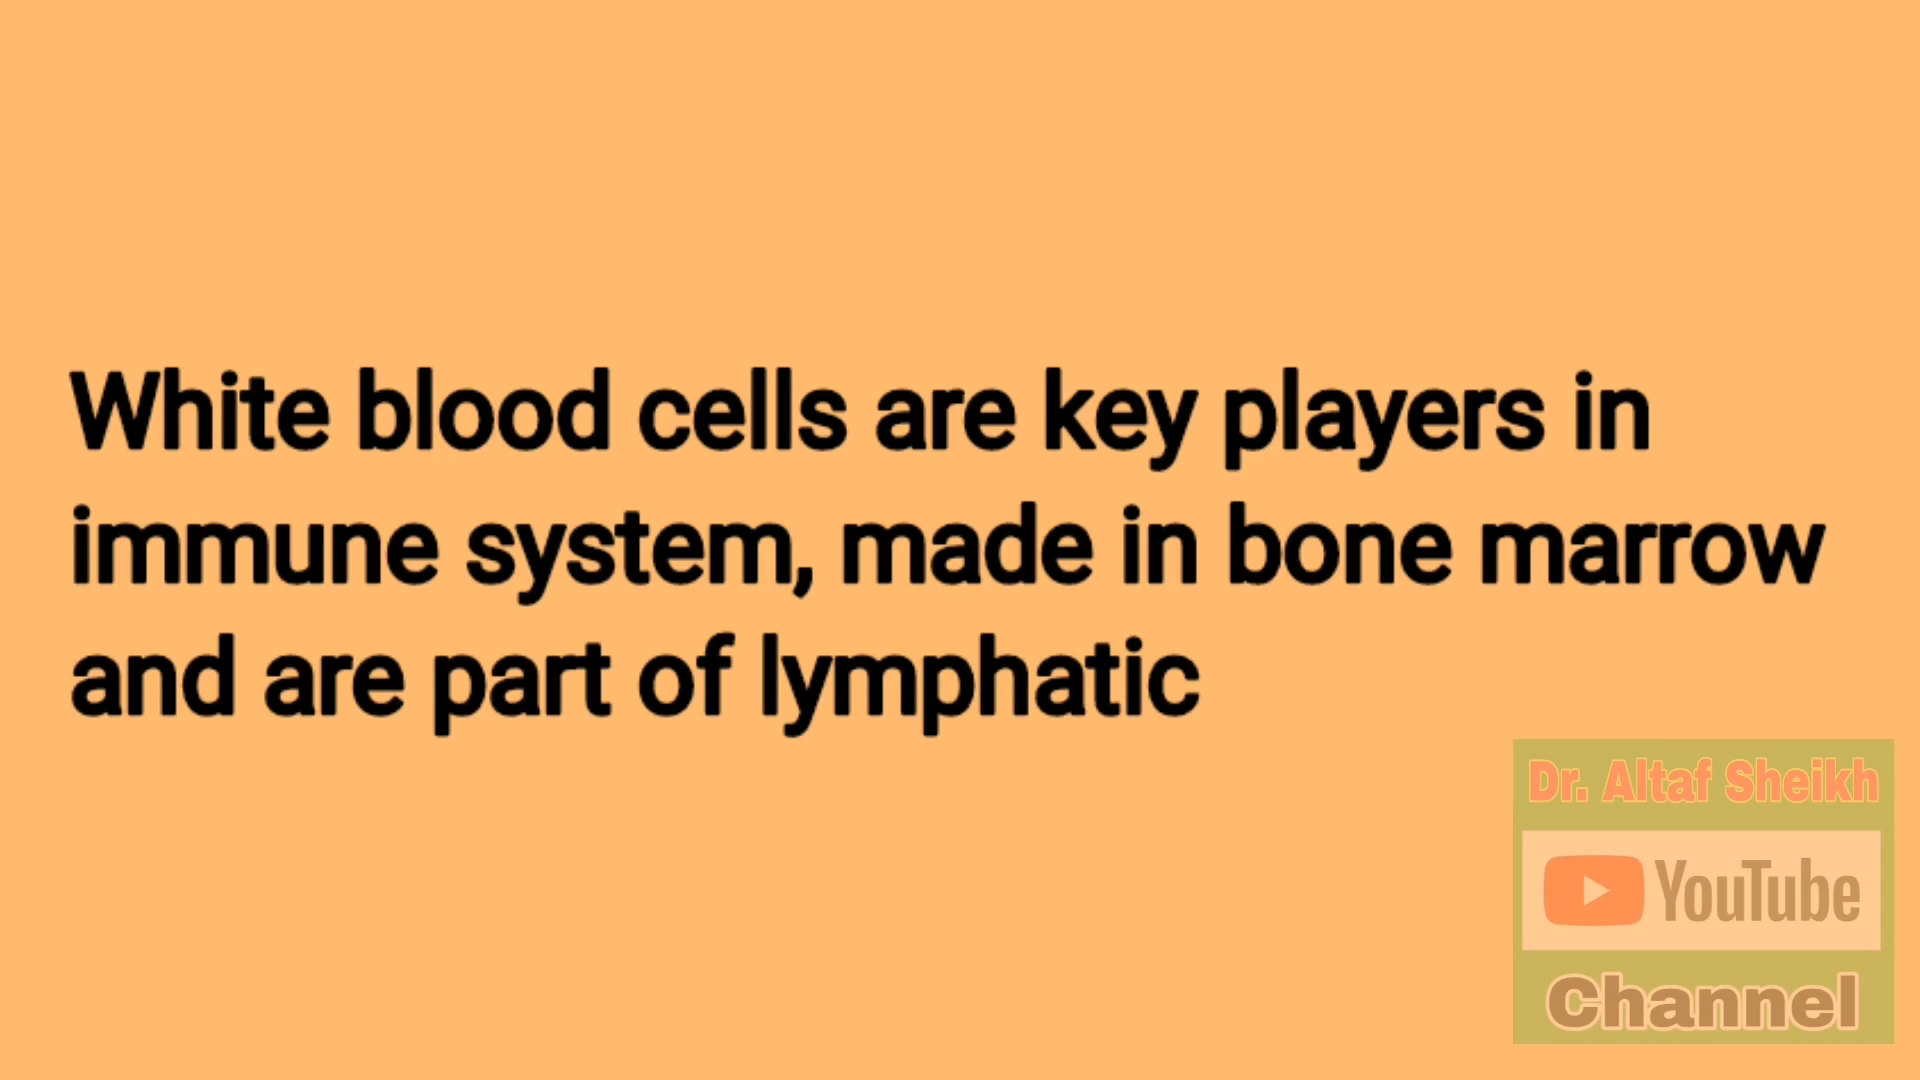 White blood cells are key players in
immune system, made in bone marrow
and are part of lymphatic
Dr. Altaf Sheikh
YouTube
Channel